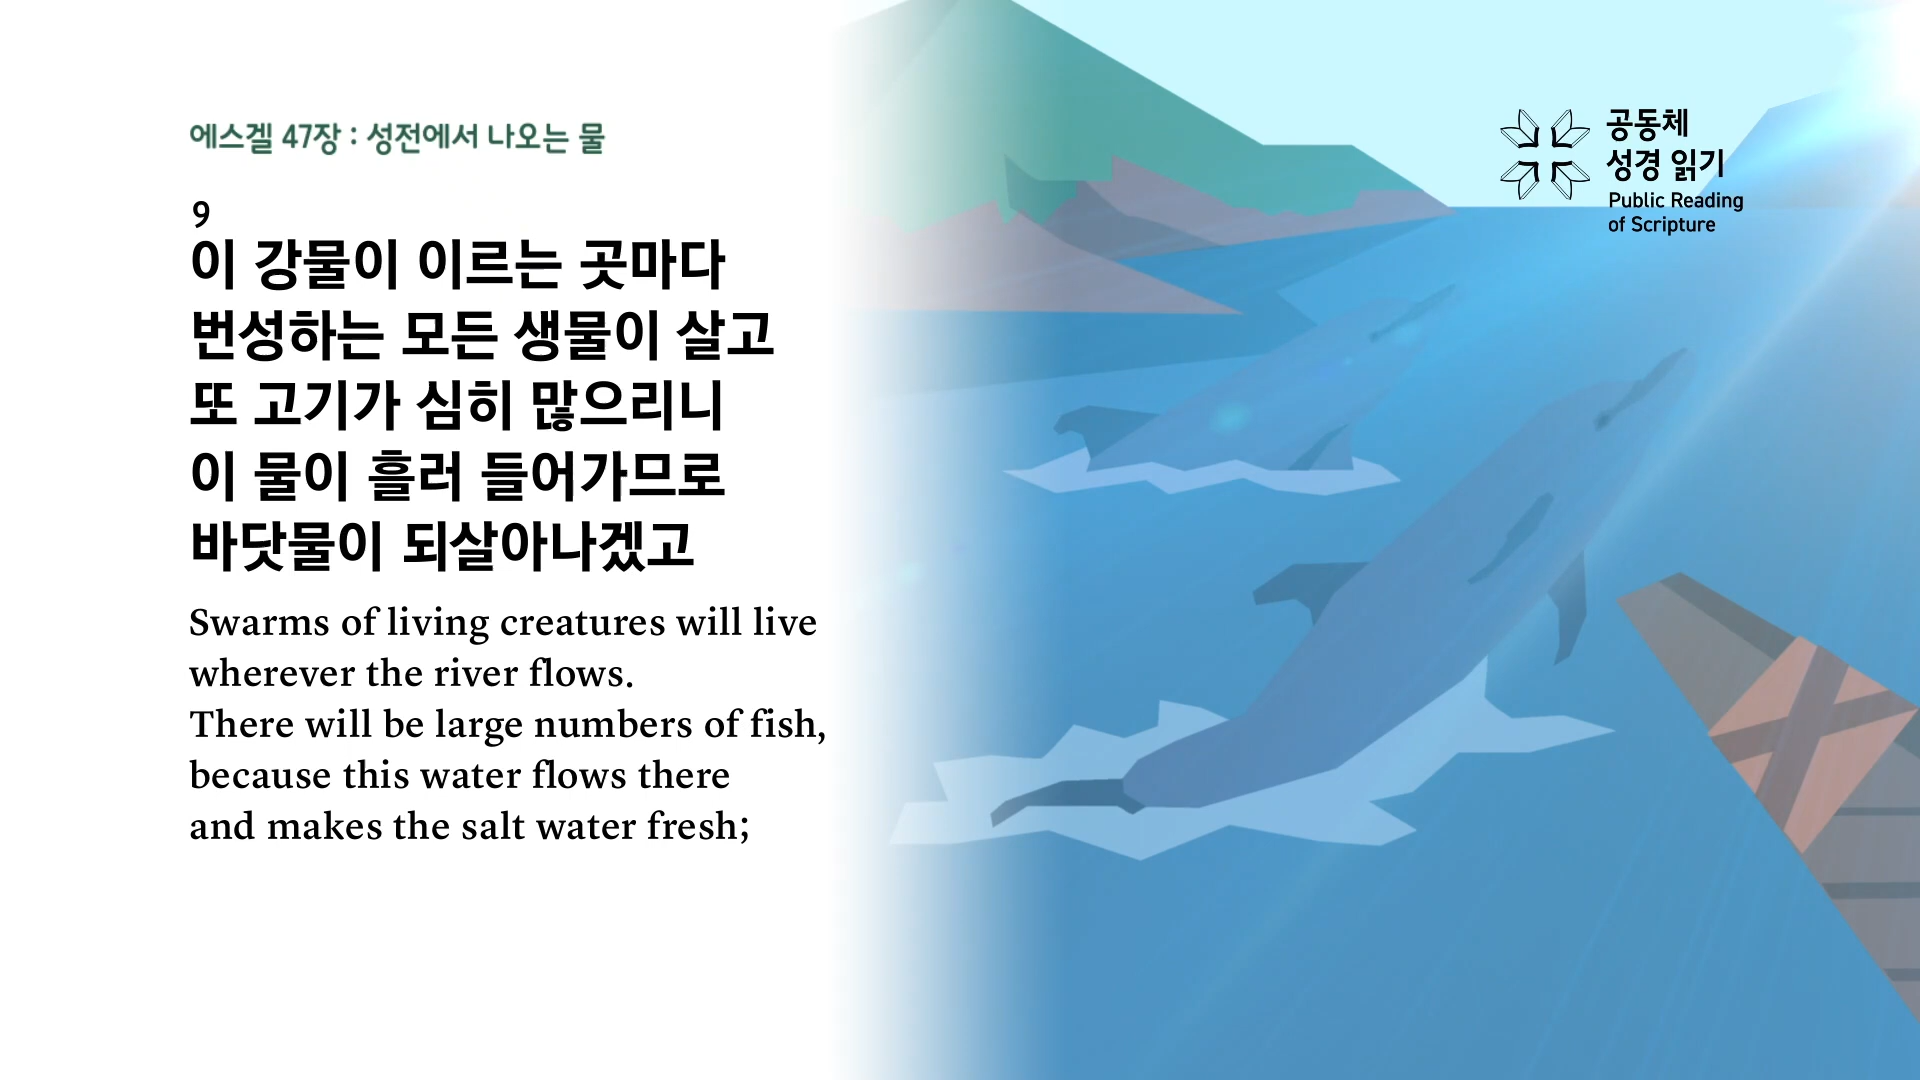 에스겔 47장 : 성전에서 나오는 물
9
이 강물이 이르는 곳마다
번성하는 모든 생물이 살고
또 고기가 심히 많으리니
이 물이 흘러 들어가므로
바닷물이 되살아나겠고
Swarms of living creatures will live
wherever the river flows.
There will be large numbers of fish,
because this water flows there
and makes the salt water fresh;
공동체
성경 읽기
Public Reading
of Scripture